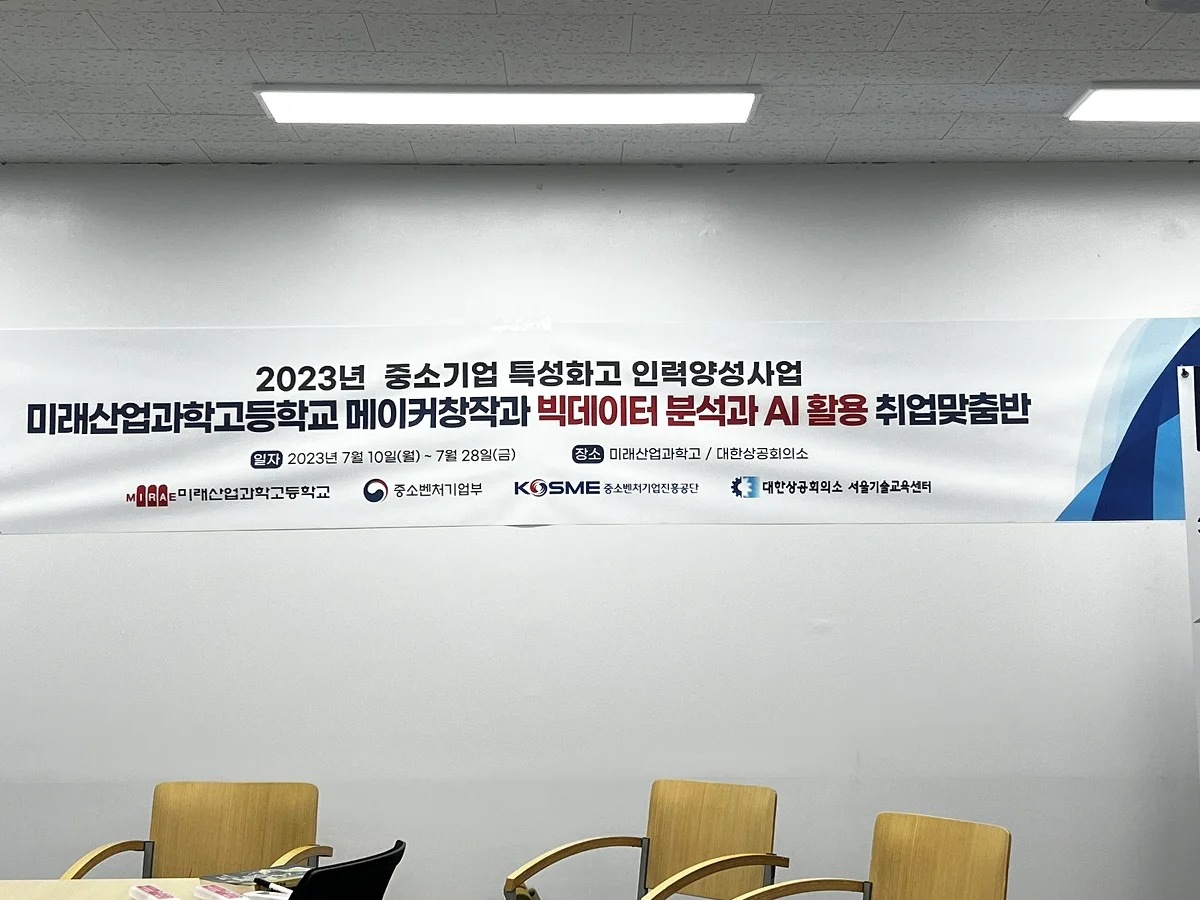 2023년 중소기업 특성화고 인력양성사업
미래산업과학고등학교 메이커창작과 빅데이터 분석과 AI 활용 취업맞춤반
일자 2023년 7월 10일(월) ~ 7월 28일(금) 장소 미래산업과학고 / 대한상공회의소
MIRAE 미래산업과학고등학교 중소벤처기업부 KOSME 중소벤처기업진흥공단 대한상공회의소 서울기술교육센터